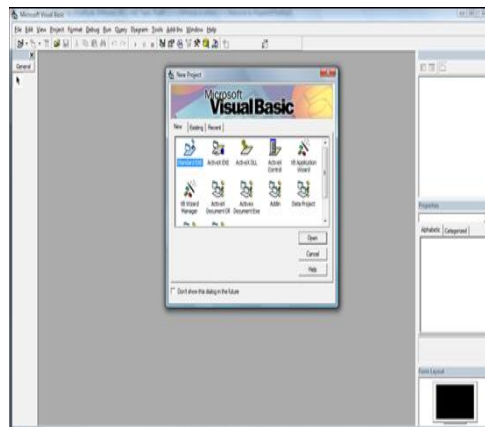 Microsoft Visual Basic
File Edit View Project Format Debug Run Query Diagram Tools Add-Ins Window Help
General
New Project
Microsoft
Visual Basic
New Existing Recent
Standard EXE ActiveX EXE ActiveX DLL ActiveX Control VB Application Wizard
VB Wizard Manager ActiveX Document Dll ActiveX Document Exe Addin Data Project
Open
Cancel
Help
Don't show this dialog in the future
Properties
Alphabetic Categorized
Form Layout